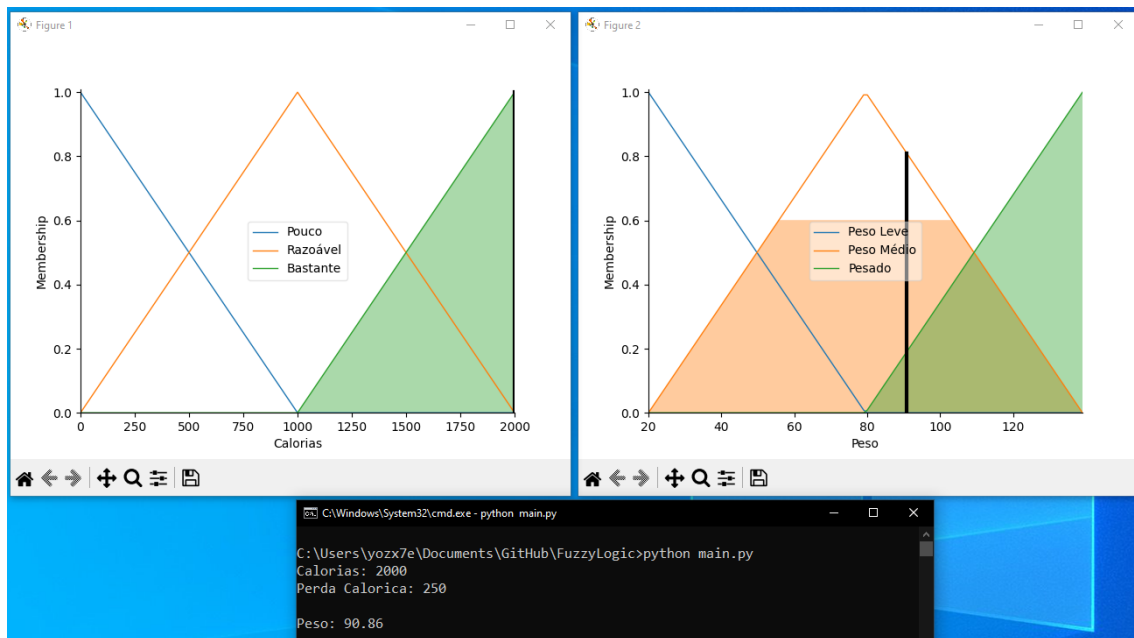 Figure 1
1.0
0.8
0.6
0.4
0.2
0.0
Membership
Pouco
Razoável
Bastante
0 250 500 750 1000 1250 1500 1750 2000
Calorias
Figure 2
1.0
0.8
0.6
0.4
0.2
0.0
Membership
Peso Leve
Peso Médio
Pesado
20 40 60 80 100 120
Peso
C:\Windows\System32\cmd.exe - python main.py
C:\Users\yozx7e\Documents\GitHub\FuzzyLogic>python main.py
Calorias: 2000
Perda Calorica: 250
Peso: 90.86